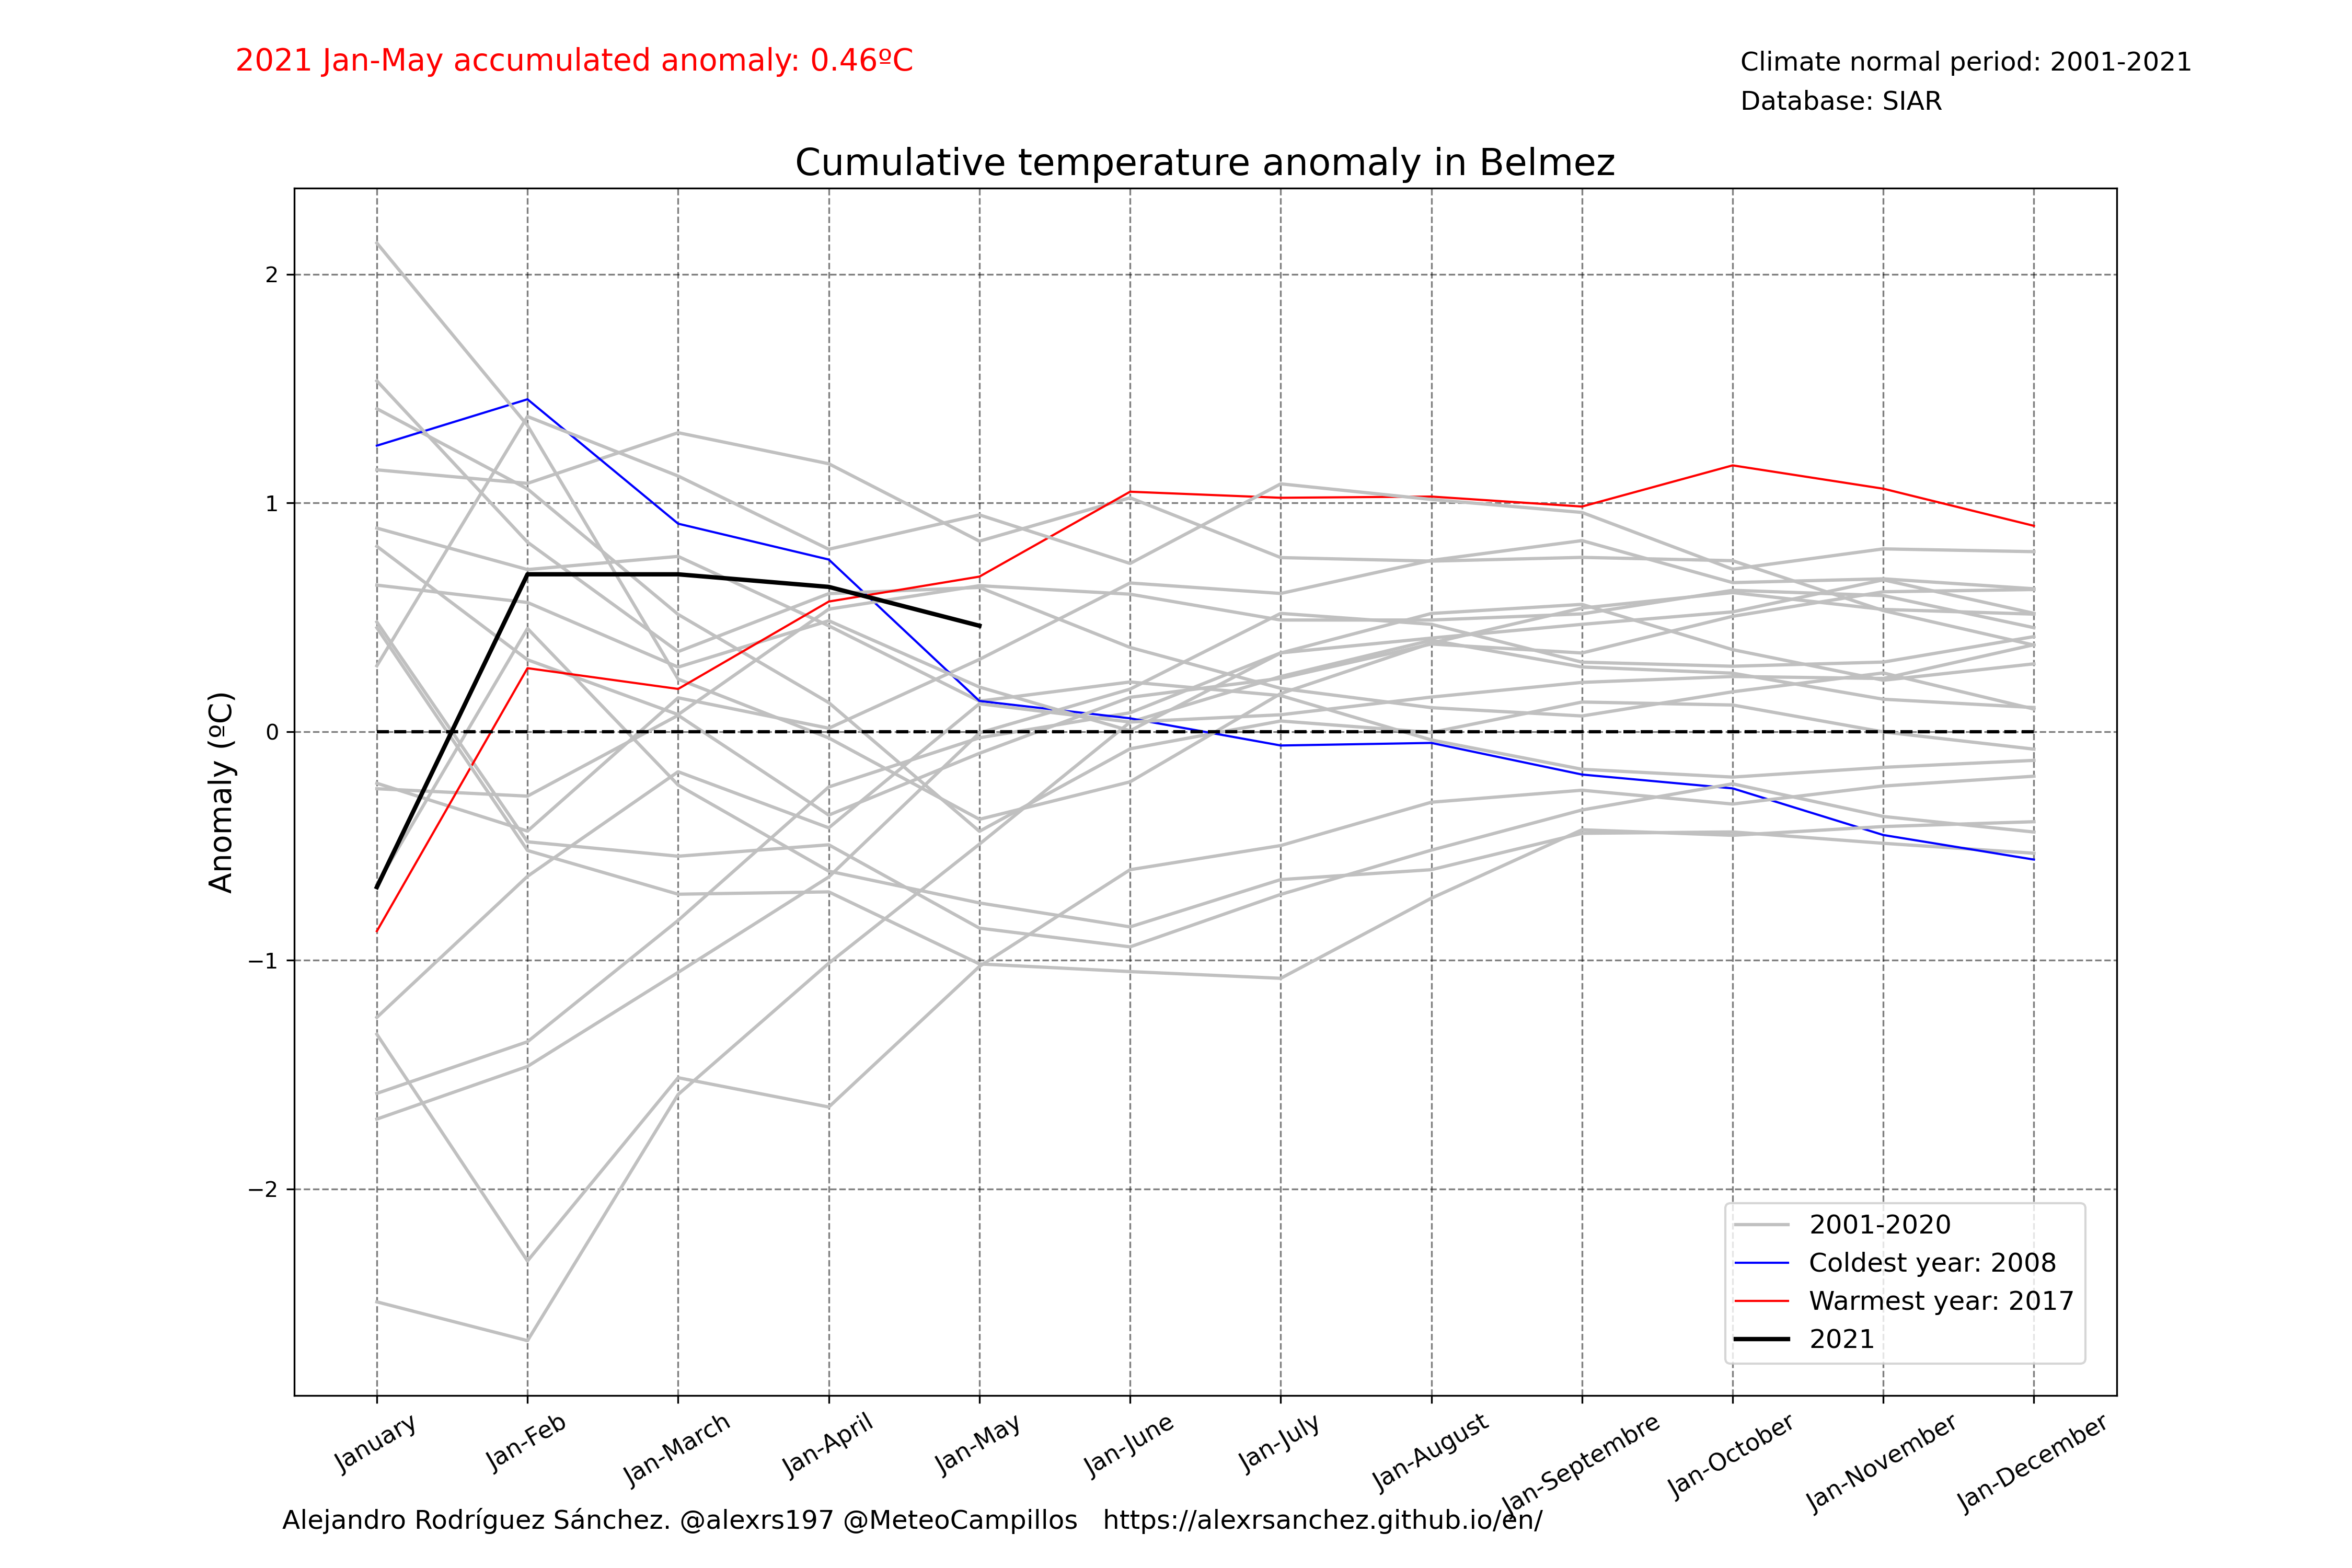 2021 Jan-May accumulated anomaly: 0.46ºC
Climate normal period: 2001-2021
Database: SIAR
Cumulative temperature anomaly in Belmez
Anomaly (ºC)
2
1
0
−1
−2
2001-2020
Coldest year: 2008
Warmest year: 2017
2021
January
Jan-Feb
Jan-March
Jan-April
Jan-May
Jan-June
Jan-July
Jan-August
Jan-Septembre
Jan-October
Jan-November
Jan-December
Alejandro Rodríguez Sánchez. @alexrs197 @MeteoCampillos https://alexrsanchez.github.io/en/